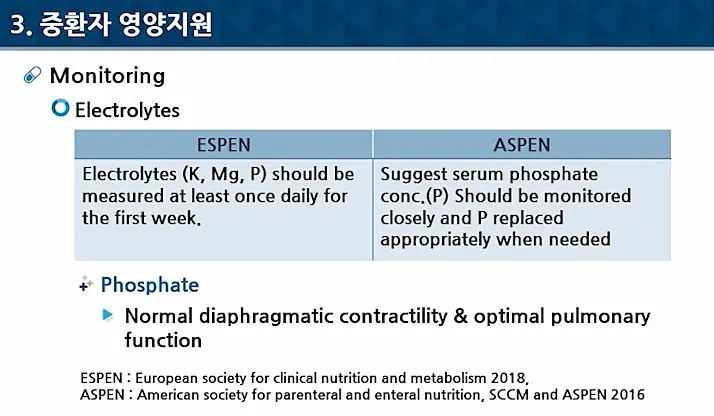 3. 중환자 영양지원
Monitoring
Electrolytes
ESPEN
ASPEN
Electrolytes (K, Mg, P) should be
measured at least once daily for
the first week.
Suggest serum phosphate
conc.(P) Should be monitored
closely and P replaced
appropriately when needed
Phosphate
Normal diaphragmatic contractility & optimal pulmonary
function
ESPEN : European society for clinical nutrition and metabolism 2018,
ASPEN : American society for parenteral and enteral nutrition, SCCM and ASPEN 2016